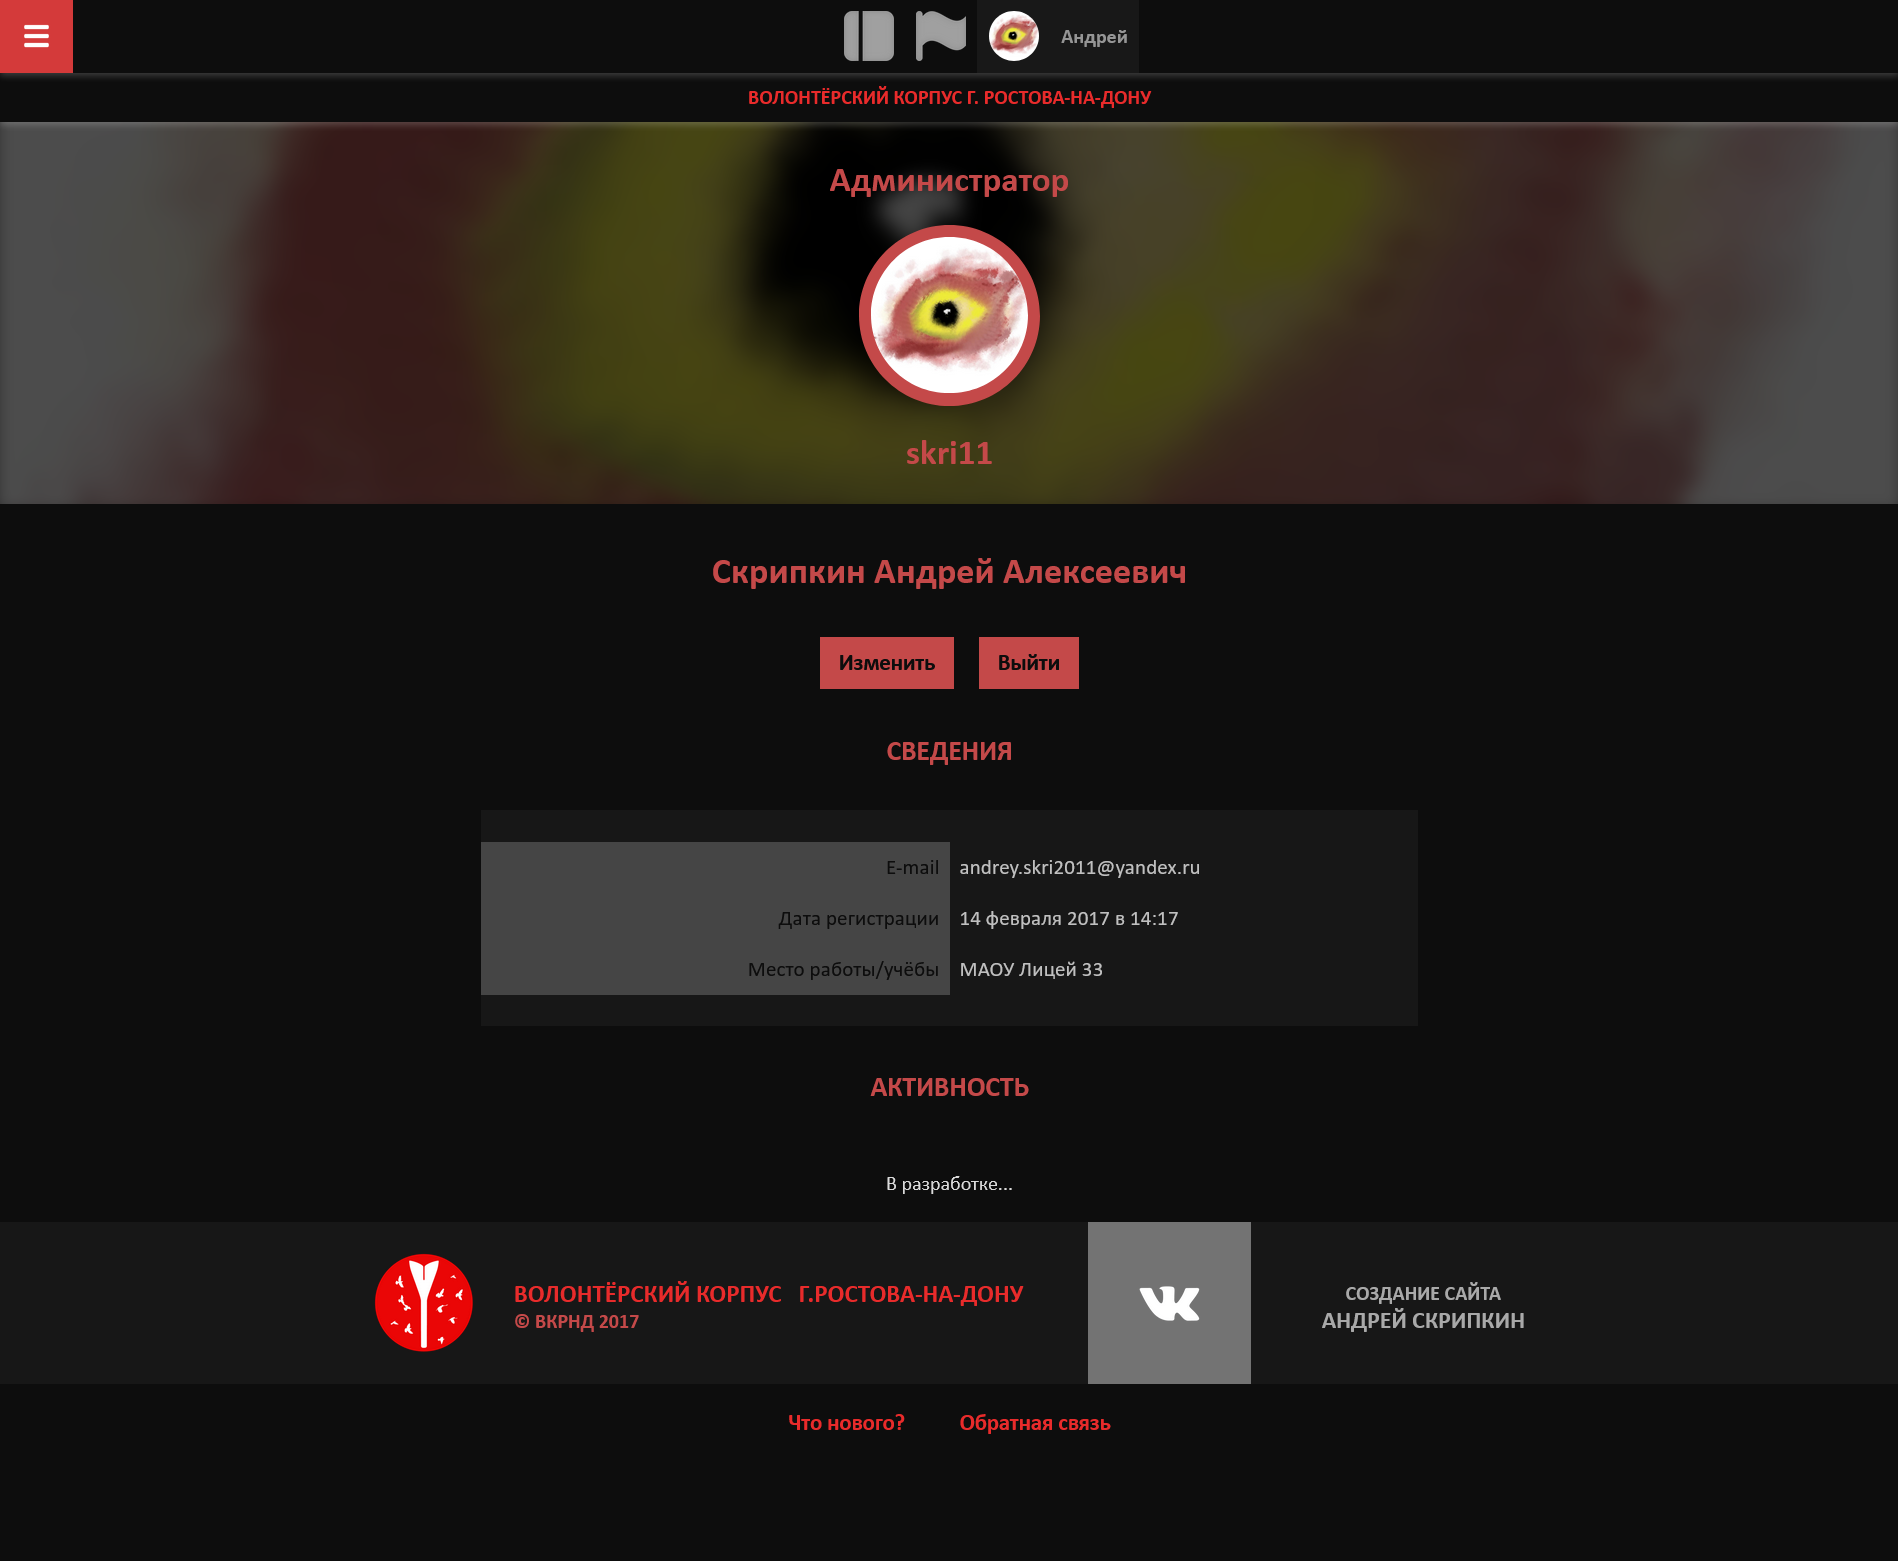 Андрей
ВОЛОНТЁРСКИЙ КОРПУС Г. РОСТОВА-НА-ДОНУ
Администратор
skri11
Скрипкин Андрей Алексеевич
Изменить Выйти
СВЕДЕНИЯ
E-mail andrey.skri2011@yandex.ru
Дата регистрации 14 февраля 2017 в 14:17
Место работы/учёбы МАОУ Лицей 33
АКТИВНОСТЬ
В разработке...
ВОЛОНТЁРСКИЙ КОРПУС Г.РОСТОВА-НА-ДОНУ
© ВКРНД 2017
СОЗДАНИЕ САЙТА
АНДРЕЙ СКРИПКИН
Что нового? Обратная связь